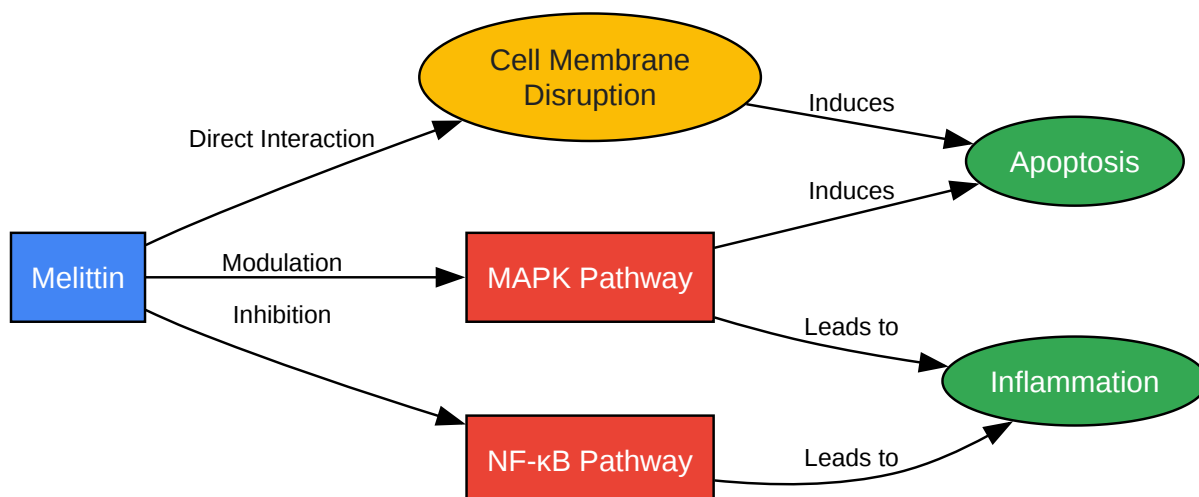 Cell Membrane
Disruption
Induces
Direct Interaction
Apoptosis
Induces
Melittin
Modulation
MAPK Pathway
Inhibition
Leads to
Inflammation
NF-κB Pathway
Leads to